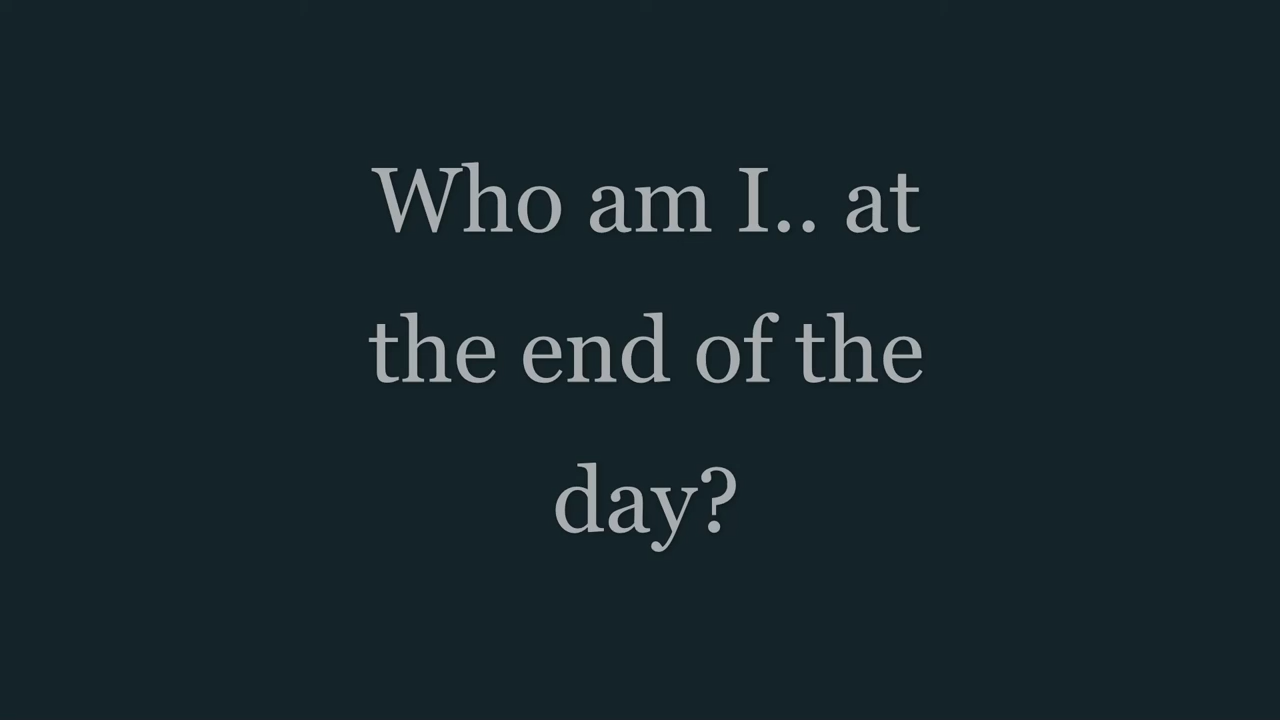 Who am I.. at
the end of the
day?